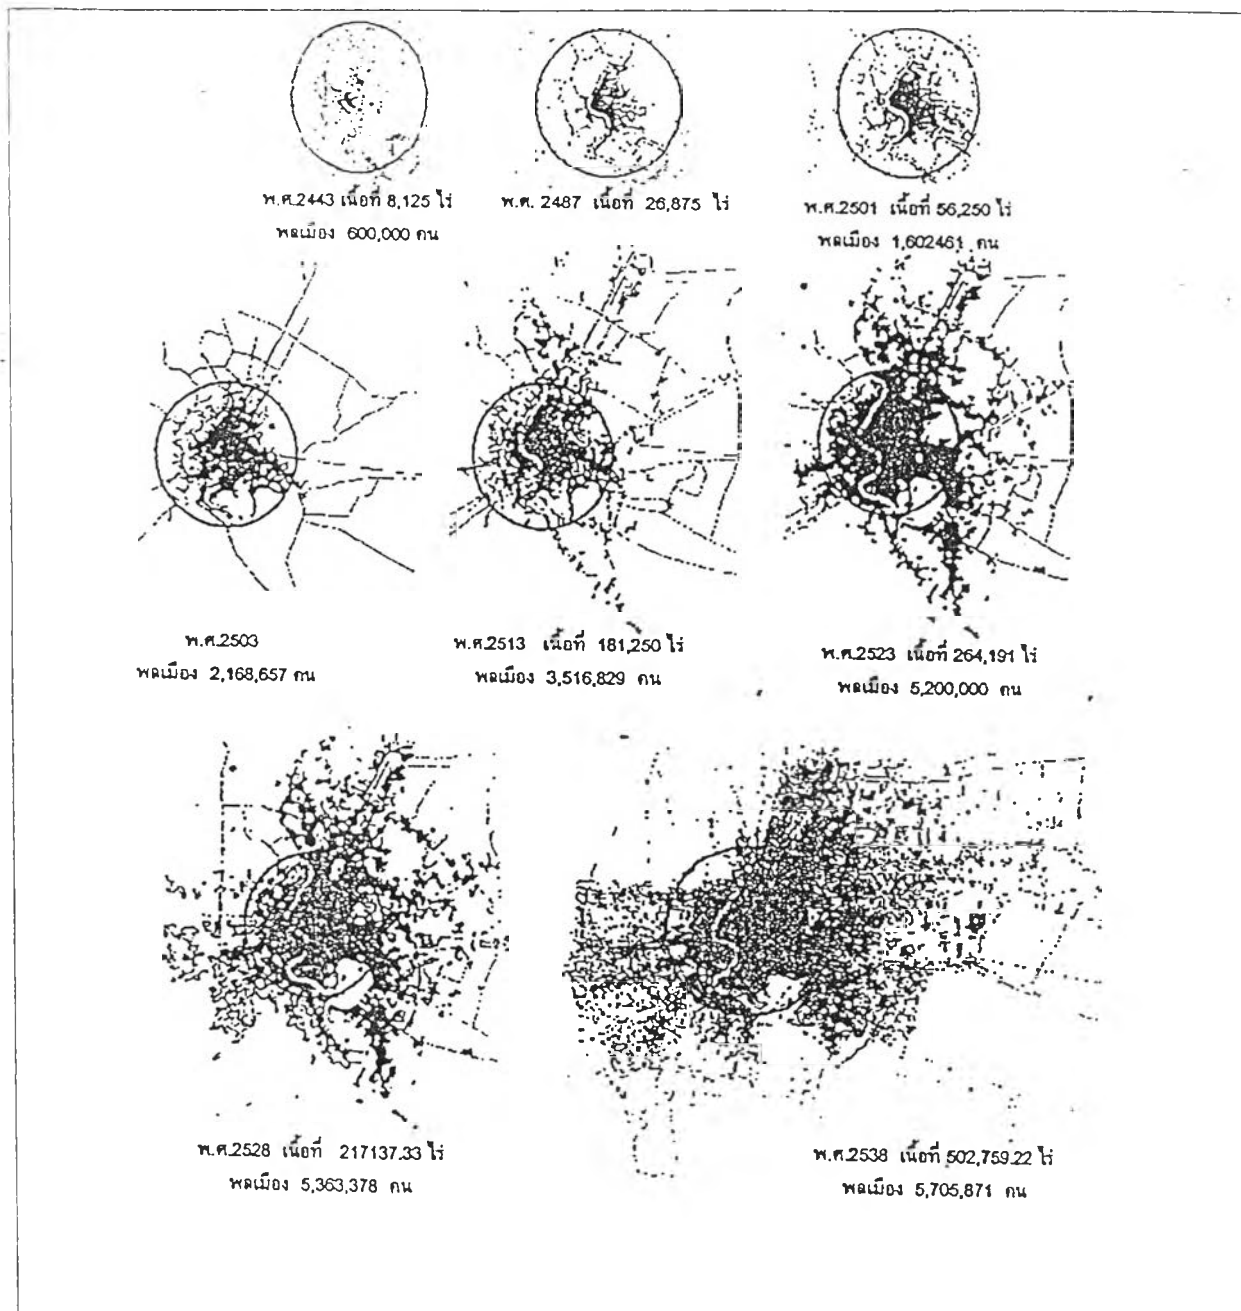 พ.ศ.2443 เนื้อที่ 8,125 ไร่
พลเมือง 600,000 คน
พ.ศ. 2487 เนื้อที่ 26,875 ไร่
พ.ศ.2501 เนื้อที่ 56,250 ไร่
พลเมือง 1,602461 คน
พ.ศ.2503
พลเมือง 2,168,657 คน
พ.ศ.2513 เนื้อที่ 181,250 ไร่
พลเมือง 3,516,829 คน
พ.ศ.2523 เนื้อที่ 264,191 ไร่
พลเมือง 5,200,000 คน
พ.ศ.2528 เนื้อที่ 217137.33 ไร่
พลเมือง 5,363,378 คน
พ.ศ.2538 เนื้อที่ 502,759.22 ไร่
พลเมือง 5,705,871 คน